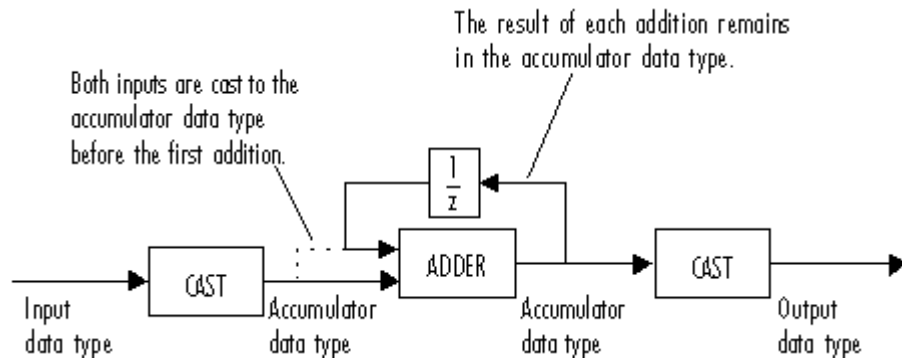 The result of each addition remains
in the accumulator data type.
Both inputs are cast to the
accumulator data type
before the first addition.
1
z
CAST
ADDER
CAST
Input
data type
Accumulator
data type
Accumulator
data type
Output
data type